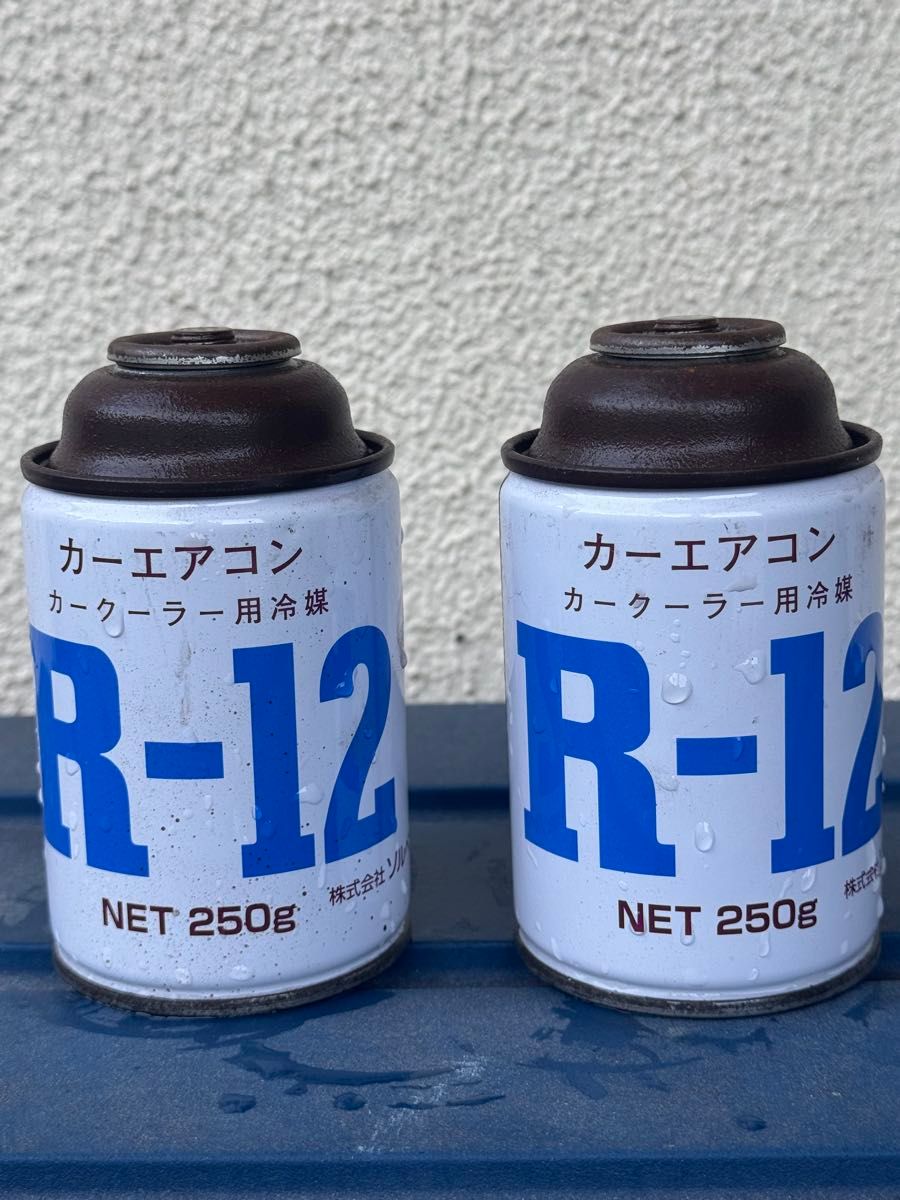 カーエアコン
カークーラー用冷媒
R-12
株式会社
NET 250g
カーエアコン
カークーラー用冷媒
R-12
NET 250g